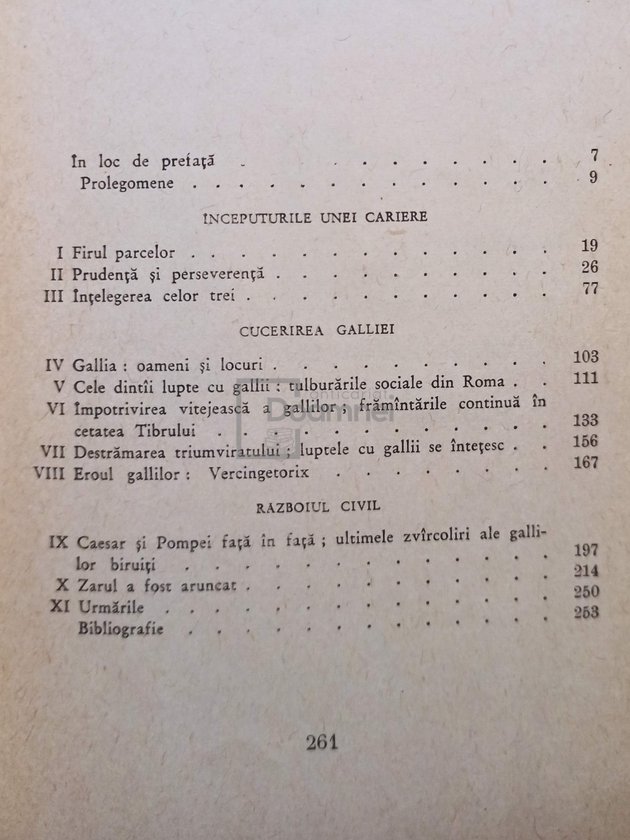 În loc de prefață . . . . . . . . 7
Prolegomene . . . . . . . . . . 9
ÎNCEPUTURILE UNEI CARIERE
I Firul parcelor . . . . . . . . . . 19
II Prudență și perseverență . . . . . . . . 26
III Înțelegerea celor trei . . . . . . . . . 77
CUCERIREA GALLIEI
IV Gallia : oameni și locuri . . . . . . . . 103
V Cele dintîi lupte cu gallii : tulburările sociale din Roma . . 111
VI Împotrivirea vitejească a gallilor ; frămîntările continuă în
cetatea Tibrului . . . . . . . . . . 133
VII Destrămarea triumviratului ; luptele cu gallii se întețesc . . 156
VIII Eroul gallilor : Vercingetorix . . . . . . 167
anticariat
Doamnei
RAZBOIUL CIVIL
IX Caesar și Pompei față în față ; ultimele zvîrcoliri ale galli-
lor biruiți . . . . . . . . . . 197
X Zarul a fost aruncat . . . . . . . . . 214
XI Urmările . . . . . . . . . . . 250
Bibliografie . . . . . . . . . . 253
261